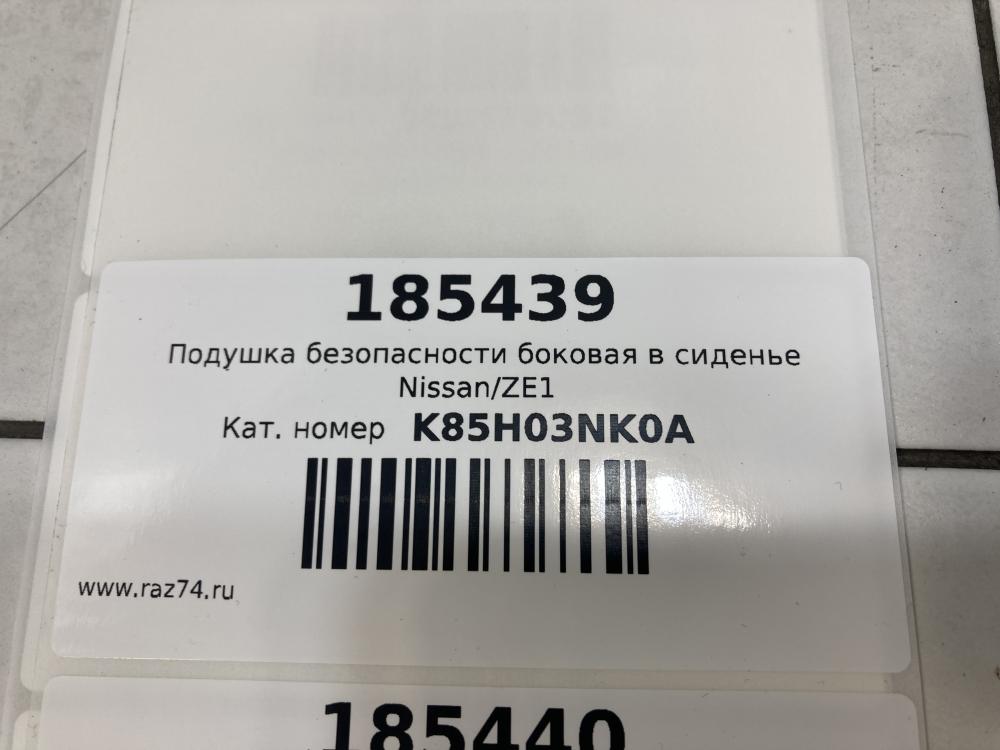 185439
Подушка безопасности боковая в сиденье
Nissan/ZE1
Кат. номер K85H03NK0A
www.raz74.ru
185440